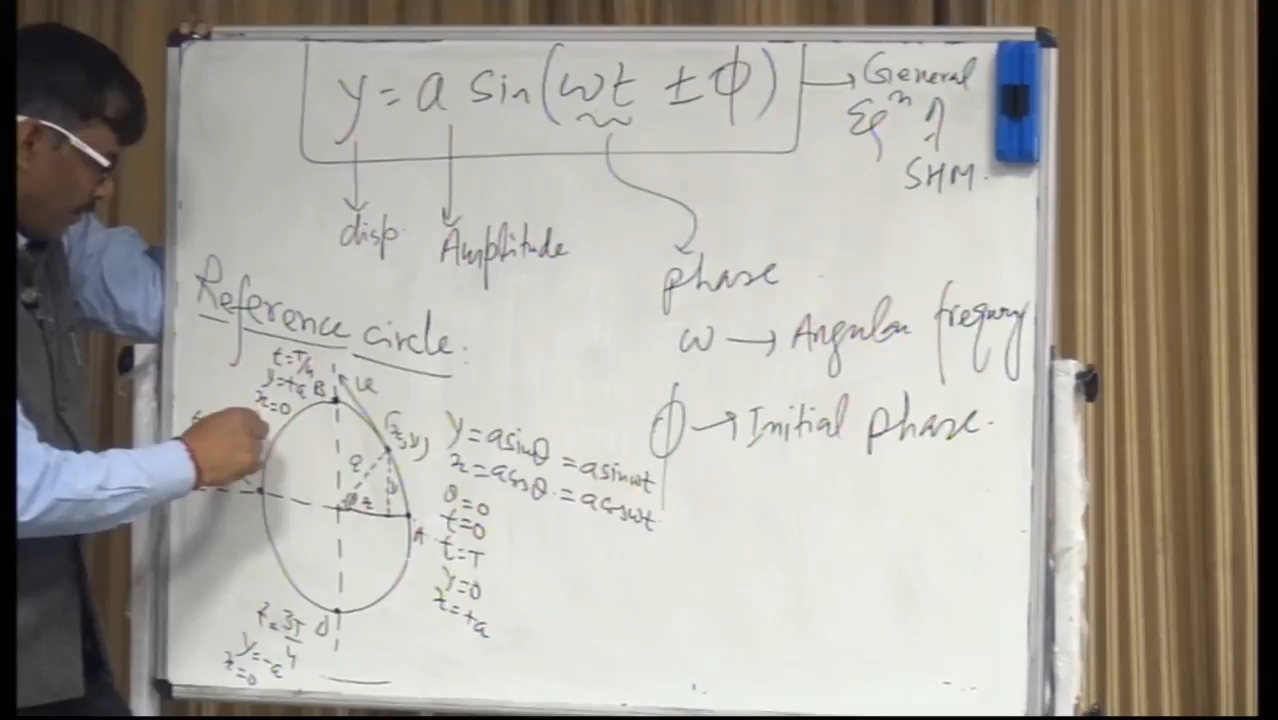 y = a sin(ωt ± ϕ) → General
Eqⁿ of
SHM.
disp. Amplitude
phase
ω → Angular frequncy
ϕ → Initial phase.
Reference circle.
t=T/4
y=+a B
x=0
(x,y)
a
θ x y
A
y = a sinθ = a sinωt
x = a cosθ = a cosωt
θ=0
t=0
t=T
y=0
x=+a
t=3T/4
y=-a
x=0